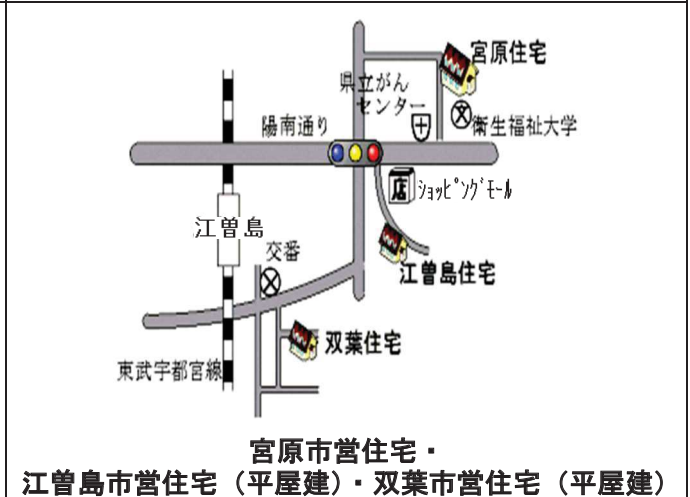 宮原住宅
県立がん
センター
衛生福祉大学
陽南通り
店
ショッピングモール
江曽島
交番
江曽島住宅
双葉住宅
東武宇都宮線
宮原市営住宅・
江曽島市営住宅（平屋建）・双葉市営住宅（平屋建）